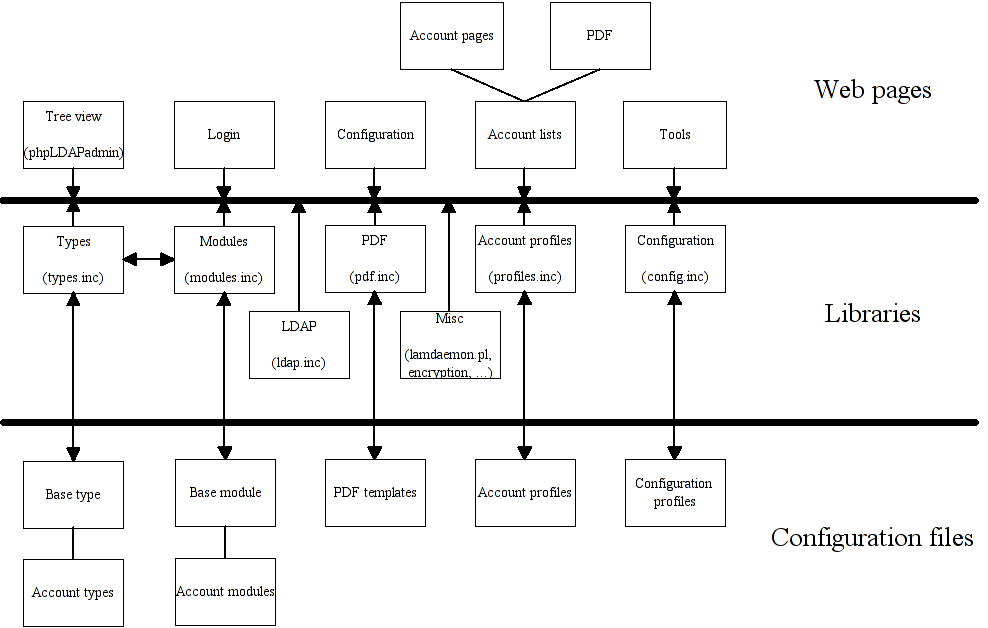 Account pages
PDF
Web pages
Tree view
(phpLDAPadmin)
Login
Configuration
Account lists
Tools
Types
(types.inc)
Modules
(modules.inc)
PDF
(pdf.inc)
Account profiles
(profiles.inc)
Configuration
(config.inc)
Libraries
LDAP
(ldap.inc)
Misc
(lamdaemon.pl,
encryption, ...)
Base type
Base module
PDF templates
Account profiles
Configuration
profiles
Configuration files
Account types
Account modules